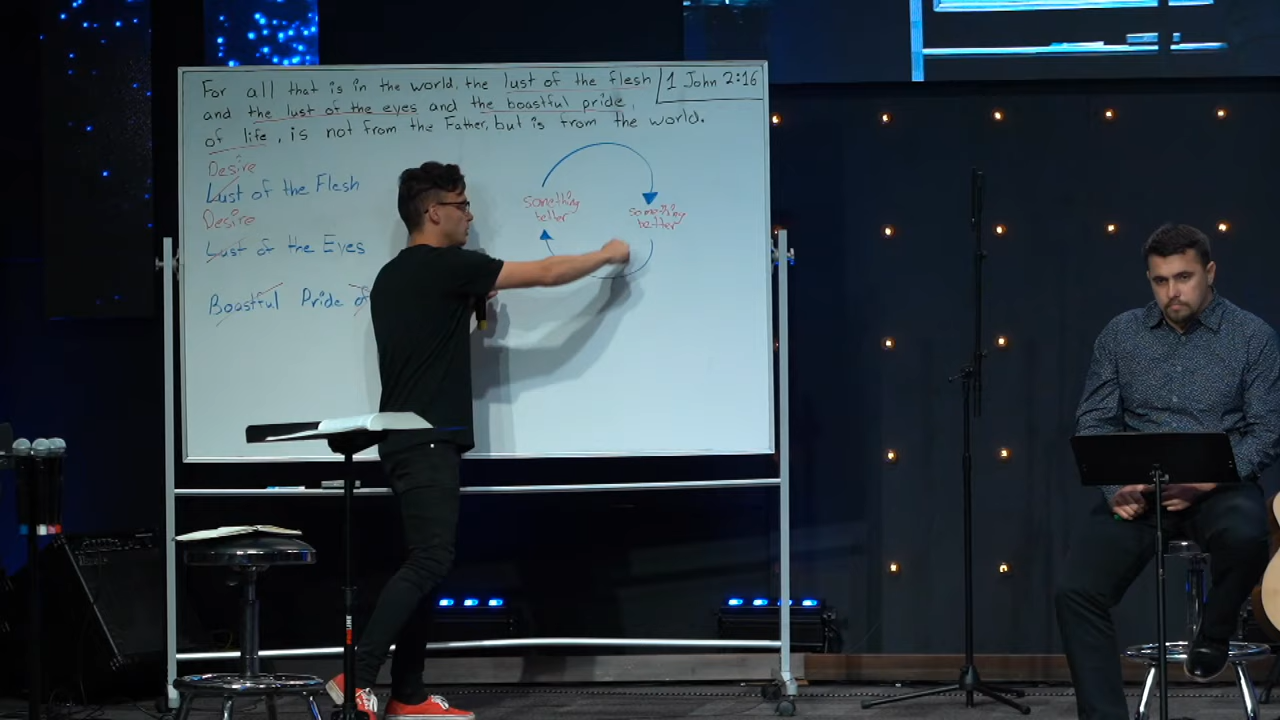 For all that is in the world, the lust of the flesh
1 John 2:16
and the lust of the eyes and the boastful pride,
of life, is not from the Father, but is from the world.
Desire
Lust of the Flesh
Desire
Lust of the Eyes
Boastful Pride of
something
better
something
better